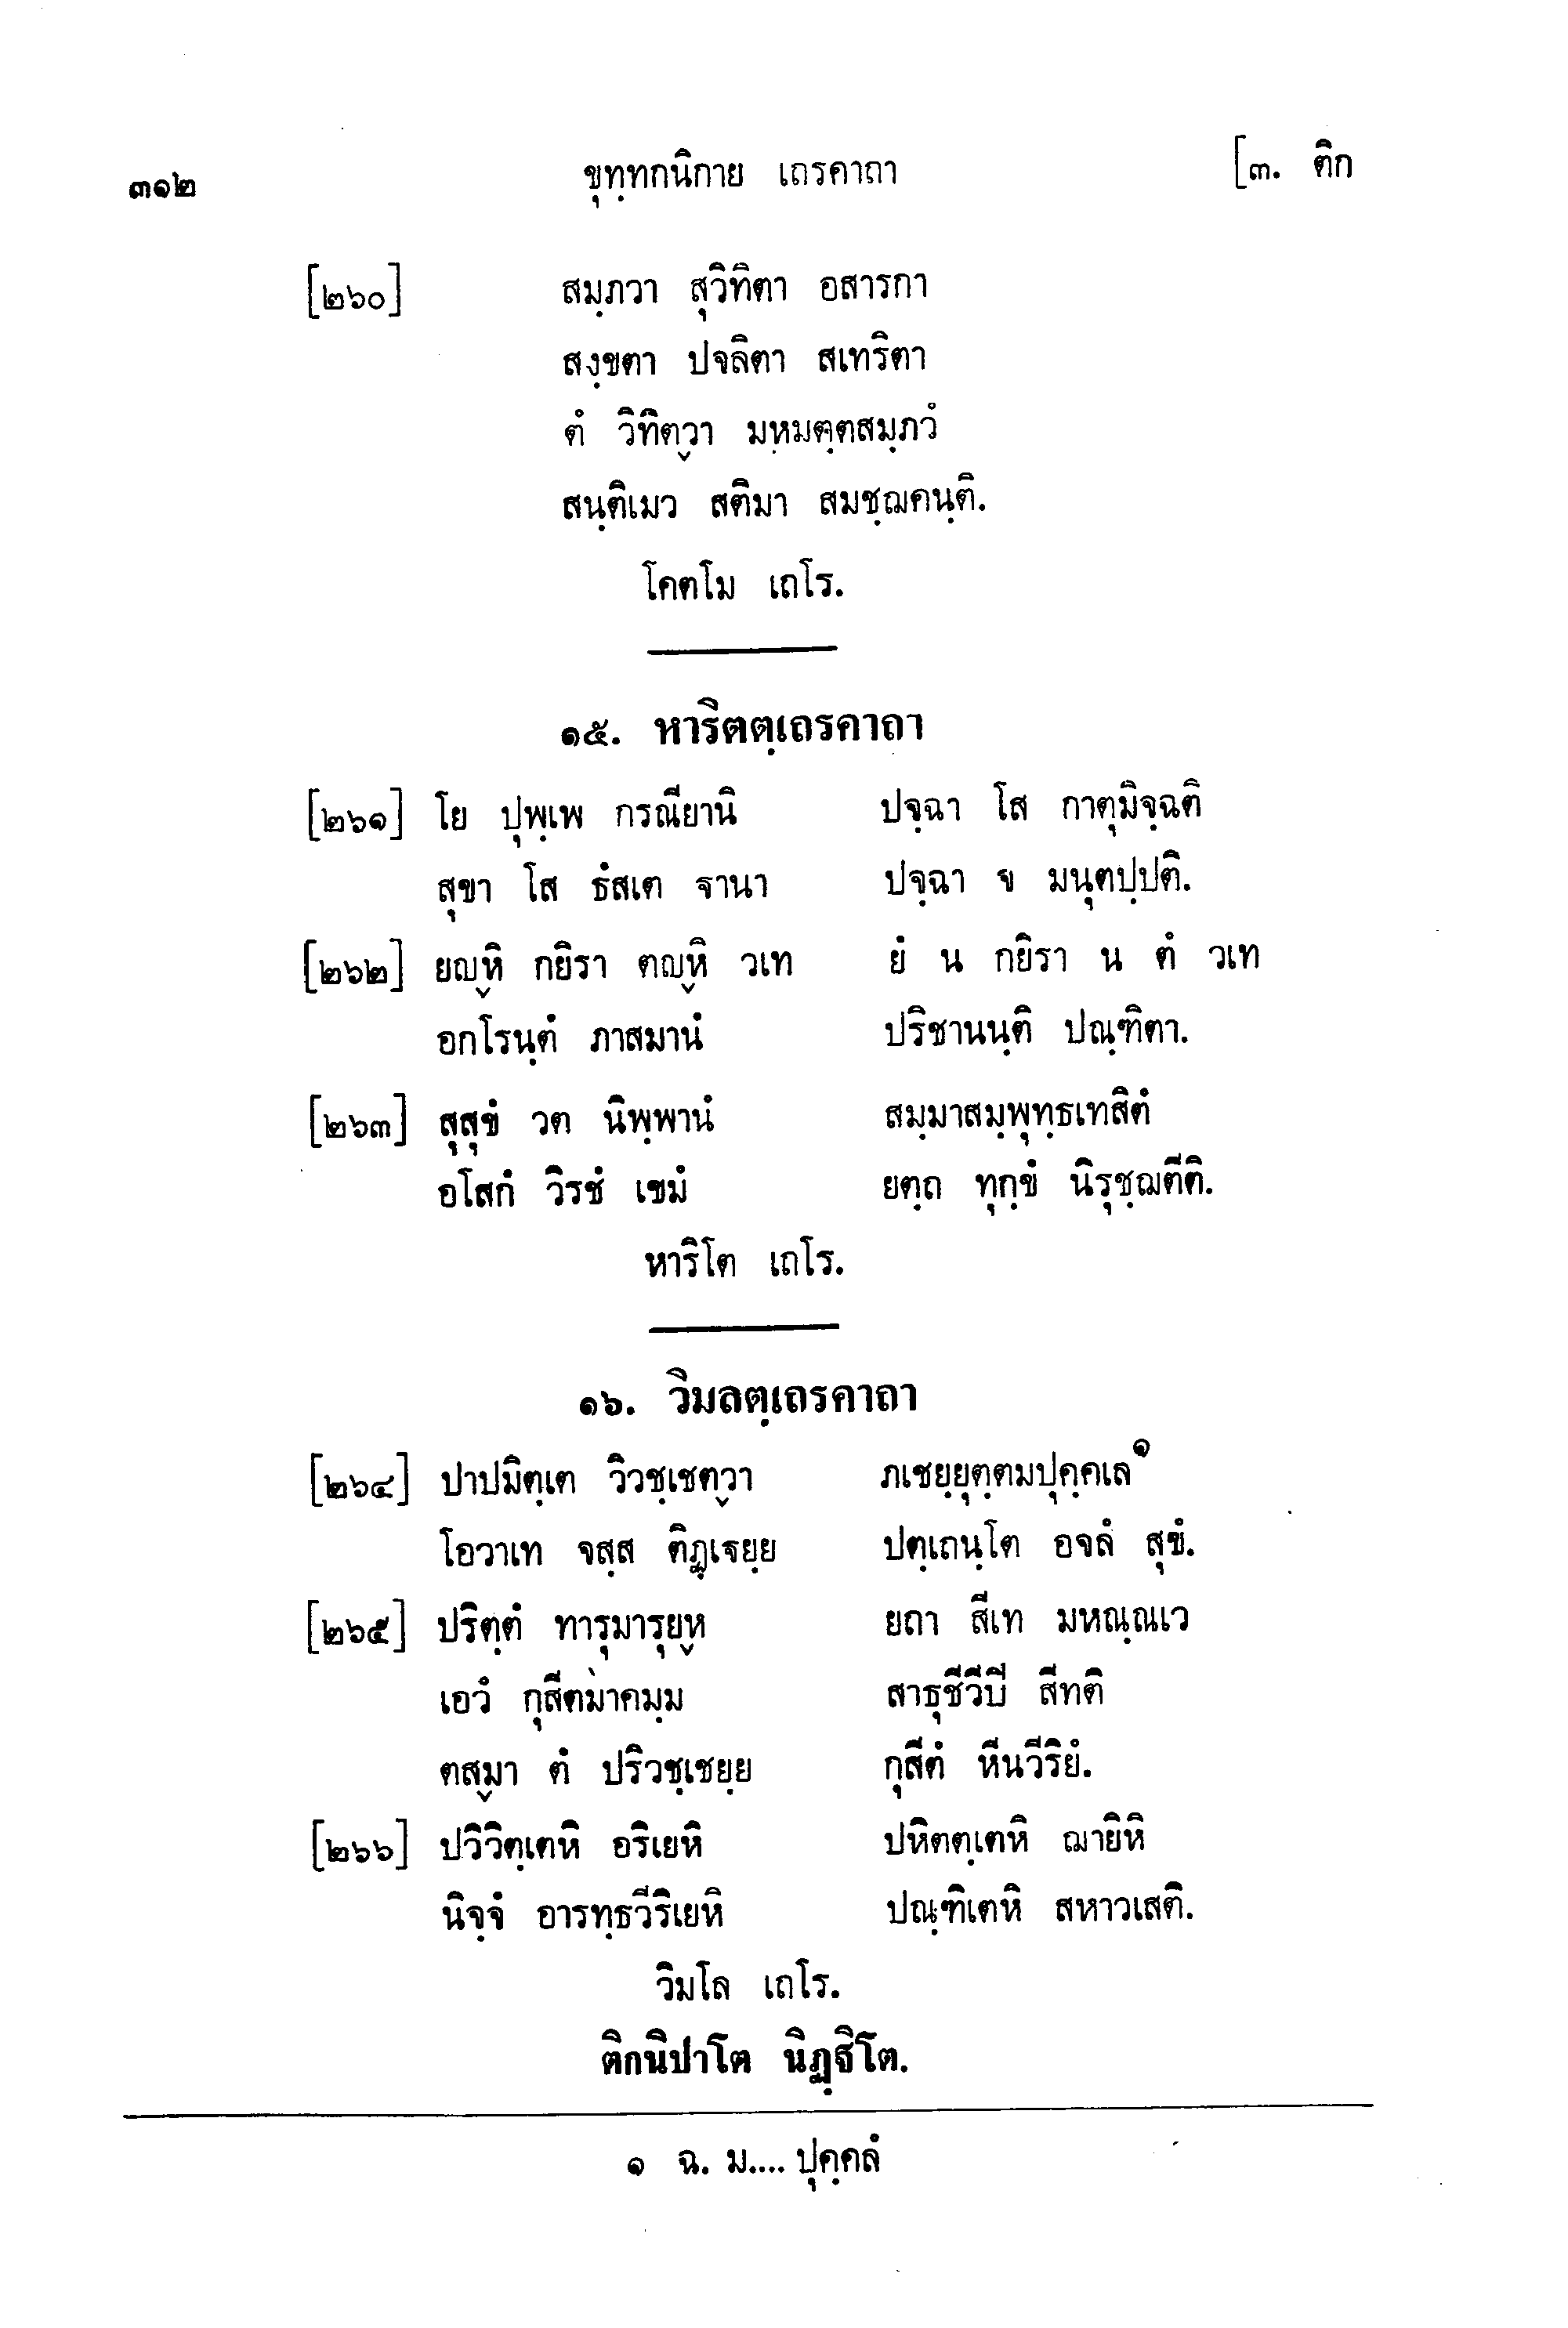 ๓๑๒ ขุทฺทกนิกาย เถรคาถา [๓. ติก
[๒๖๐] สมฺภวา สุวิทิตา อสารกา
สงฺขตา ปจลิตา สเทริตา
ตํ วิทิตฺวา มหฺมตฺตสมฺภวํ
สนฺติเมว สติมา สมชฺฌคนฺติ.
โคตโม เถโร.
๑๕. หาริตตฺเถรคาถา
[๒๖๑] โย ปุพฺเพ กรณียานิ ปจฺฉา โส กาตุมิจฺฉติ
สุขา โส ธํสเต ฐานา ปจฺฉา จ มนุตปฺปติ.
[๒๖๒] ยญฺหิ กยิรา ตญฺหิ วเท ยํ น กยิรา น ตํ วเท
อกโรนฺตํ ภาสมานํ ปริชานนฺติ ปณฺฑิตา.
[๒๖๓] สุสุขํ วต นิพฺพานํ สมฺมาสมฺพุทฺธเทสิตํ
อโสกํ วิรชํ เขมํ ยตฺถ ทุกฺขํ นิรุชฺฌตีติ.
หาริโต เถโร.
๑๖. วิมลตฺเถรคาถา
[๒๖๔] ปาปมิตฺเต วิวชฺเชตฺวา ภเชยฺยุตฺตมปุคฺคเล๑
โอวาเท จสฺส ติฏฺเฐยฺย ปตฺเถนฺโต อจลํ สุขํ.
[๒๖๕] ปริตฺตํ ทารุมารุยฺห ยถา สีเท มหณฺณเว
เอวํ กุสีตมาคมฺม สาธุชีวีปิ สีทติ
ตสฺมา ตํ ปริวชฺเชยฺย กุสีตํ หีนวีริยํ.
[๒๖๖] ปวิวิตฺเตหิ อริเยหิ ปหิตตฺเตหิ ฌายิหิ
นิจฺจํ อารทฺธวีริเยหิ ปณฺฑิเตหิ สหาวเสติ.
วิมโล เถโร.
ติกนิปาโต นิฏฺฐิโต.
๑ ฉ. ม.... ปุคฺคลํ